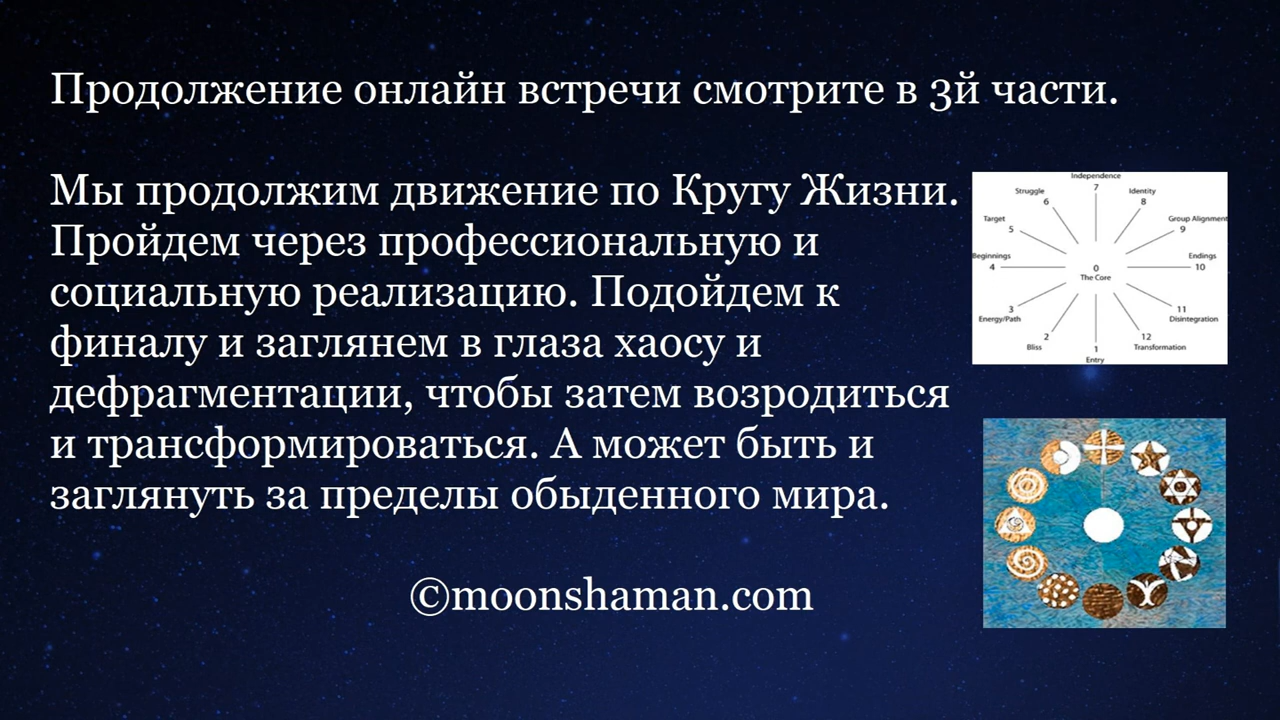 Продолжение онлайн встречи смотрите в 3й части.
Мы продолжим движение по Кругу Жизни.
Пройдем через профессиональную и
социальную реализацию. Подойдем к
финалу и заглянем в глаза хаосу и
дефрагментации, чтобы затем возродиться
и трансформироваться. А может быть и
заглянуть за пределы обыденного мира.
©moonshaman.com
Independence
7
Struggle
6
Identity
8
Target
5
Group Alignment
9
Beginnings
4
0
The Core
Endings
10
3
Energy/Path
11
Disintegration
2
Bliss
12
Transformation
1
Entry